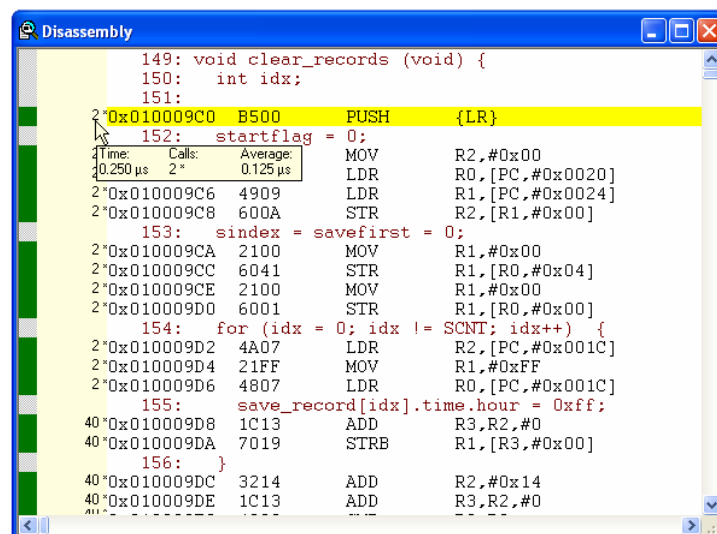 Disassembly
149: void clear_records (void) {
150: int idx;
151:
2*0x010009C0 B500 PUSH {LR}
152: startflag = 0;
Time: Calls: Average:
0.250 µs 2 * 0.125 µs
2 MOV R2,#0x00
2 LDR R0,[PC,#0x0020]
2*0x010009C6 4909 LDR R1,[PC,#0x0024]
2*0x010009C8 600A STR R2,[R1,#0x00]
153: sindex = savefirst = 0;
2*0x010009CA 2100 MOV R1,#0x00
2*0x010009CC 6041 STR R1,[R0,#0x04]
2*0x010009CE 2100 MOV R1,#0x00
2*0x010009D0 6001 STR R1,[R0,#0x00]
154: for (idx = 0; idx != SCNT; idx++) {
2*0x010009D2 4A07 LDR R2,[PC,#0x001C]
2*0x010009D4 21FF MOV R1,#0xFF
2*0x010009D6 4807 LDR R0,[PC,#0x001C]
155: save_record[idx].time.hour = 0xff;
40*0x010009D8 1C13 ADD R3,R2,#0
40*0x010009DA 7019 STRB R1,[R3,#0x00]
156: }
40*0x010009DC 3214 ADD R2,#0x14
40*0x010009DE 1C13 ADD R3,R2,#0